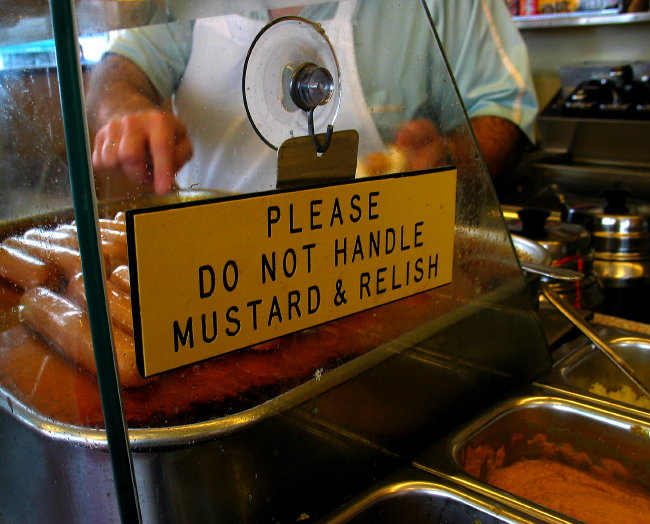 PLEASE
DO NOT HANDLE
MUSTARD & RELISH